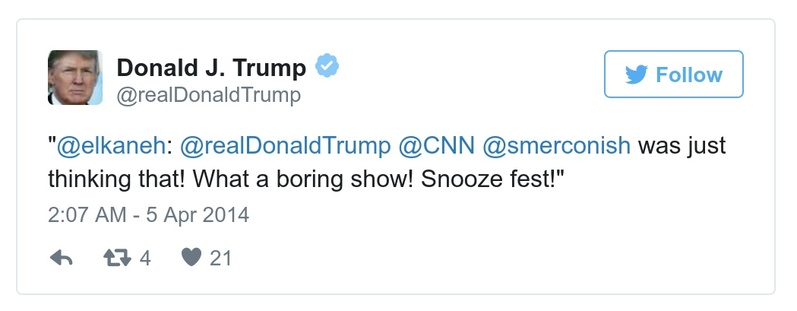 Donald J. Trump
Follow
@realDonaldTrump
"@elkaneh: @realDonaldTrump @CNN @smerconish was just
thinking that! What a boring show! Snooze fest!"
2:07 AM - 5 Apr 2014
4 21